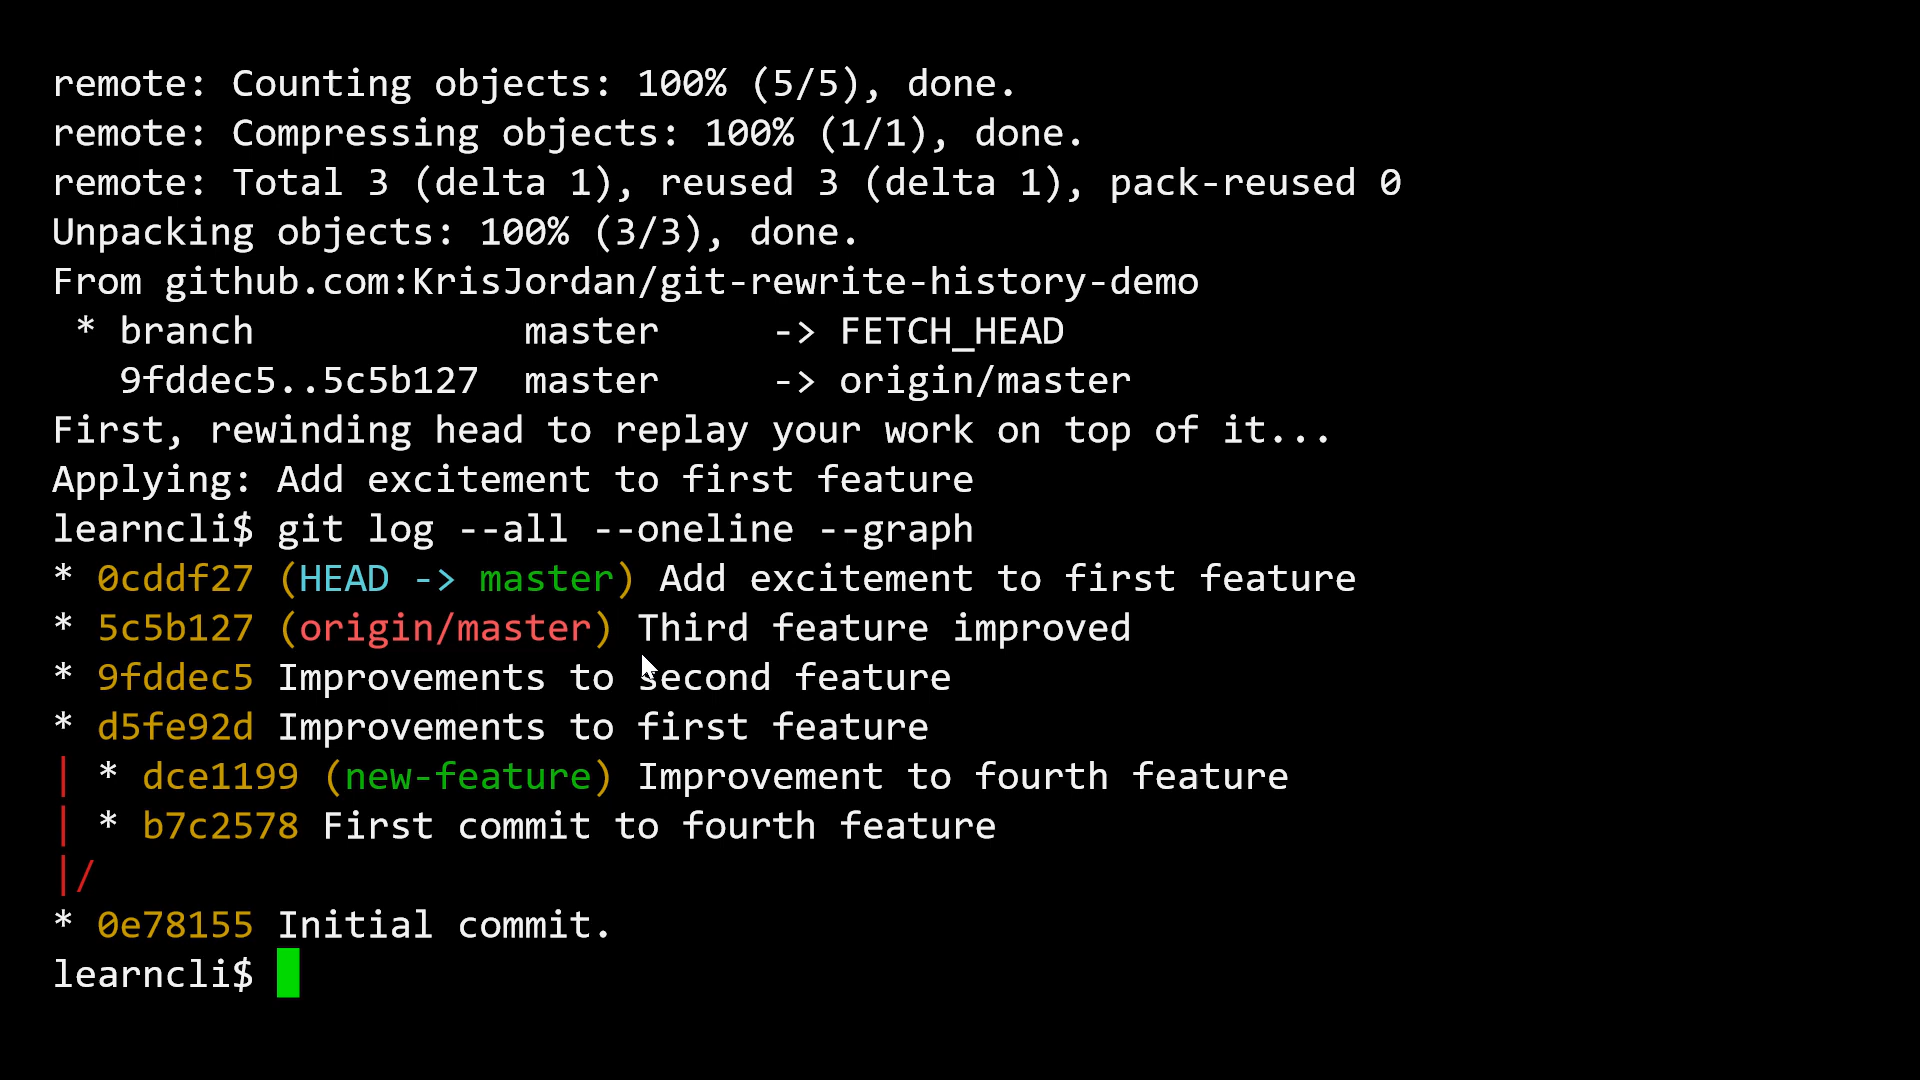 remote: Counting objects: 100% (5/5), done.
remote: Compressing objects: 100% (1/1), done.
remote: Total 3 (delta 1), reused 3 (delta 1), pack-reused 0
Unpacking objects: 100% (3/3), done.
From github.com:KrisJordan/git-rewrite-history-demo
 * branch            master     -> FETCH_HEAD
   9fddec5..5c5b127  master     -> origin/master
First, rewinding head to replay your work on top of it...
Applying: Add excitement to first feature
learncli$ git log --all --oneline --graph
* 0cddf27 (HEAD -> master) Add excitement to first feature
* 5c5b127 (origin/master) Third feature improved
* 9fddec5 Improvements to second feature
* d5fe92d Improvements to first feature
| * dce1199 (new-feature) Improvement to fourth feature
| * b7c2578 First commit to fourth feature
|/
* 0e78155 Initial commit.
learncli$